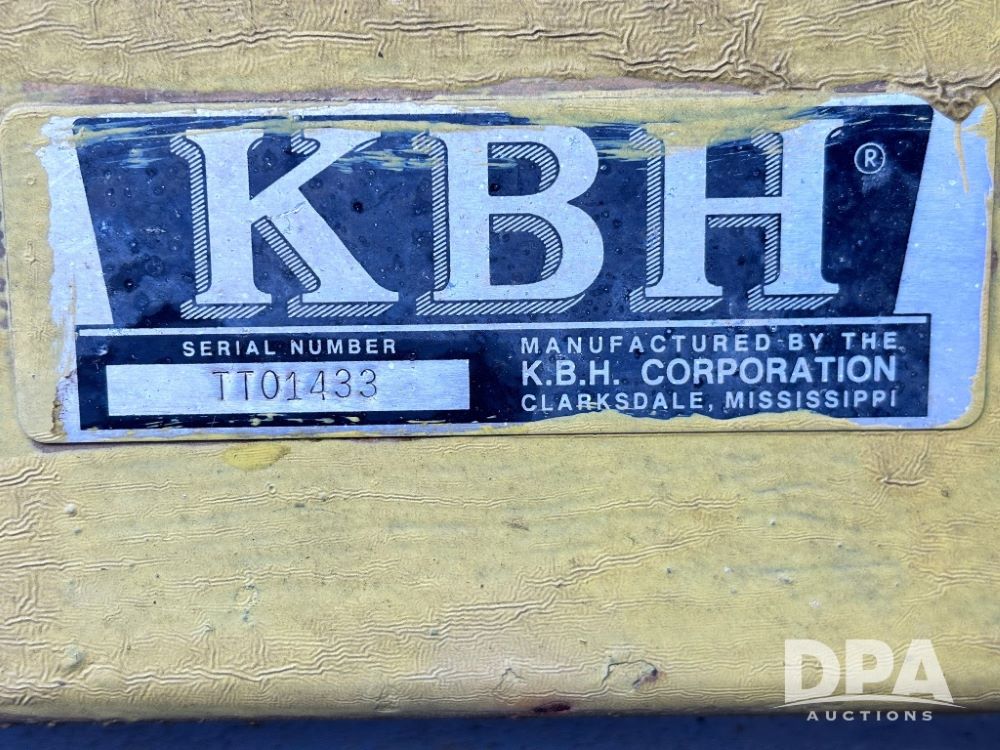 KBH®
SERIAL NUMBER
TT01433
MANUFACTURED BY THE
K.B.H. CORPORATION
CLARKSDALE, MISSISSIPPI
DPA
AUCTIONS